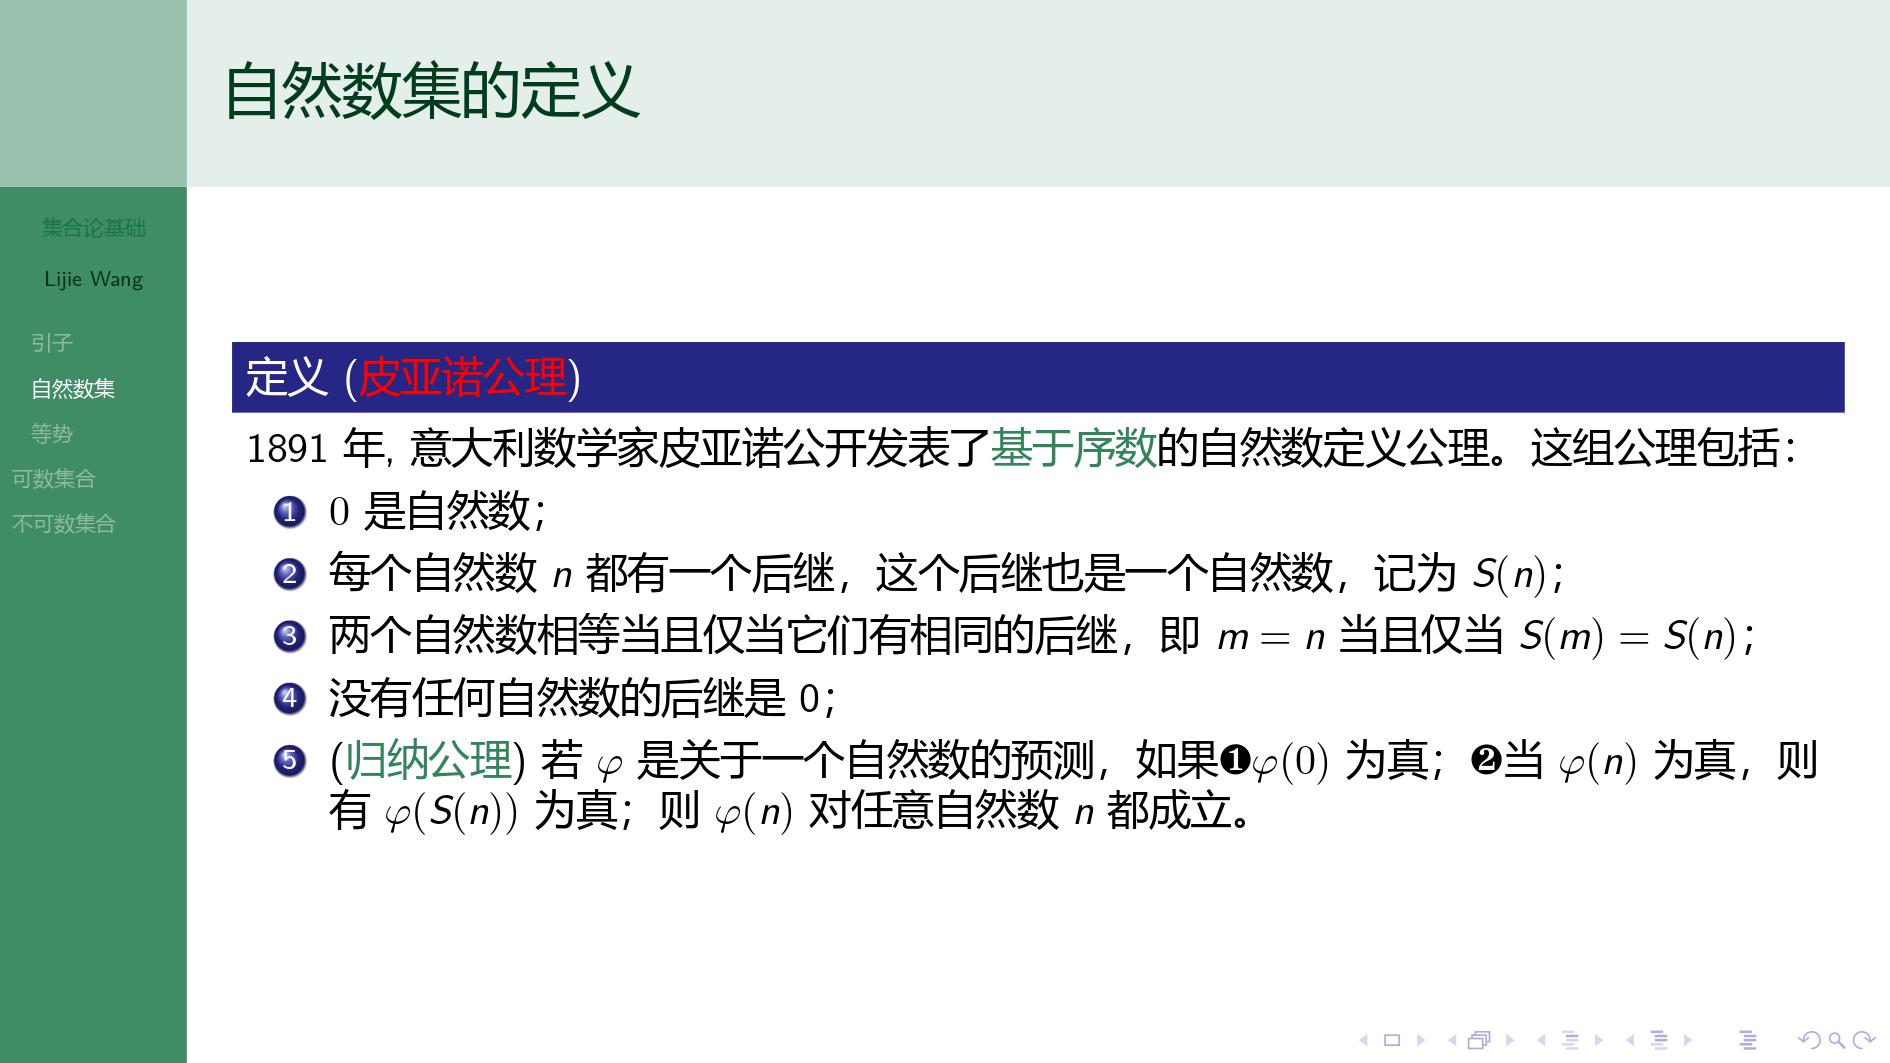 自然数集的定义
集合论基础
Lijie Wang
引子
自然数集
等势
可数集合
不可数集合
定义 (皮亚诺公理)
1891 年, 意大利数学家皮亚诺公开发表了基于序数的自然数定义公理。这组公理包括：
1 0 是自然数；
2 每个自然数 n 都有一个后继，这个后继也是一个自然数，记为 S(n)；
3 两个自然数相等当且仅当它们有相同的后继，即 m = n 当且仅当 S(m) = S(n)；
4 没有任何自然数的后继是 0；
5 (归纳公理) 若 φ 是关于一个自然数的预测，如果❶φ(0) 为真；❷当 φ(n) 为真，则
有 φ(S(n)) 为真；则 φ(n) 对任意自然数 n 都成立。